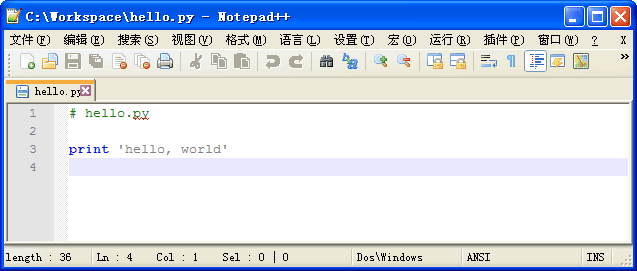 C:\Workspace\hello.py - Notepad++
文件(F) 编辑(E) 搜索(S) 视图(V) 格式(M) 语言(L) 设置(T) 宏(O) 运行(R) 插件(P) 窗口(W) ? X
hello.py
1 # hello.py
2
3 print 'hello, world'
4
length : 36 Ln : 4 Col : 1 Sel : 0 | 0 Dos\Windows ANSI INS